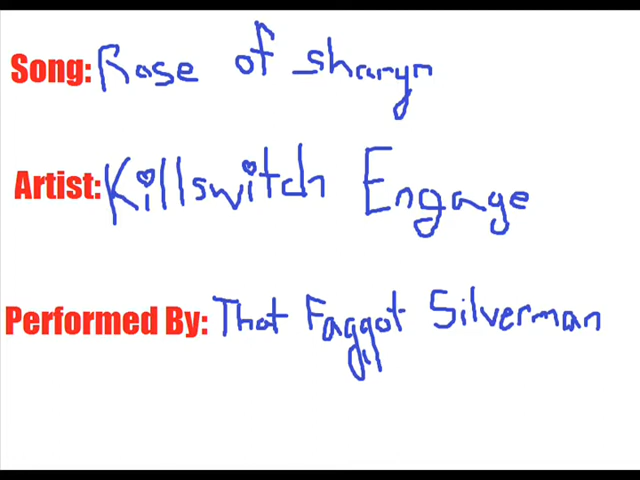 Song: Rose of sharyn
Artist: Killswitch Engage
Performed By: That Faggot Silverman